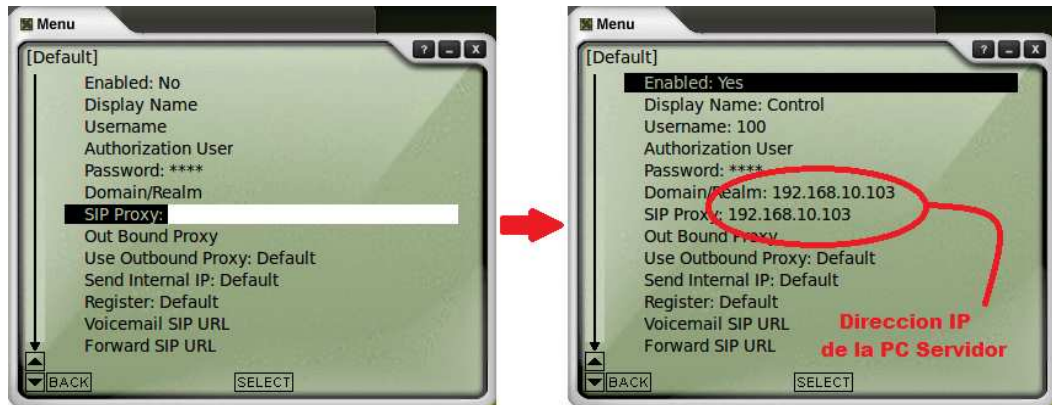 Menu
? – X
[Default]
Enabled: No
Display Name
Username
Authorization User
Password: ****
Domain/Realm
SIP Proxy:
Out Bound Proxy
Use Outbound Proxy: Default
Send Internal IP: Default
Register: Default
Voicemail SIP URL
Forward SIP URL
BACK
SELECT
Menu
? – X
[Default]
Enabled: Yes
Display Name: Control
Username: 100
Authorization User
Password: ****
Domain/Realm: 192.168.10.103
SIP Proxy: 192.168.10.103
Out Bound Proxy
Use Outbound Proxy: Default
Send Internal IP: Default
Register: Default
Voicemail SIP URL
Forward SIP URL
BACK
SELECT
Direccion IP
de la PC Servidor